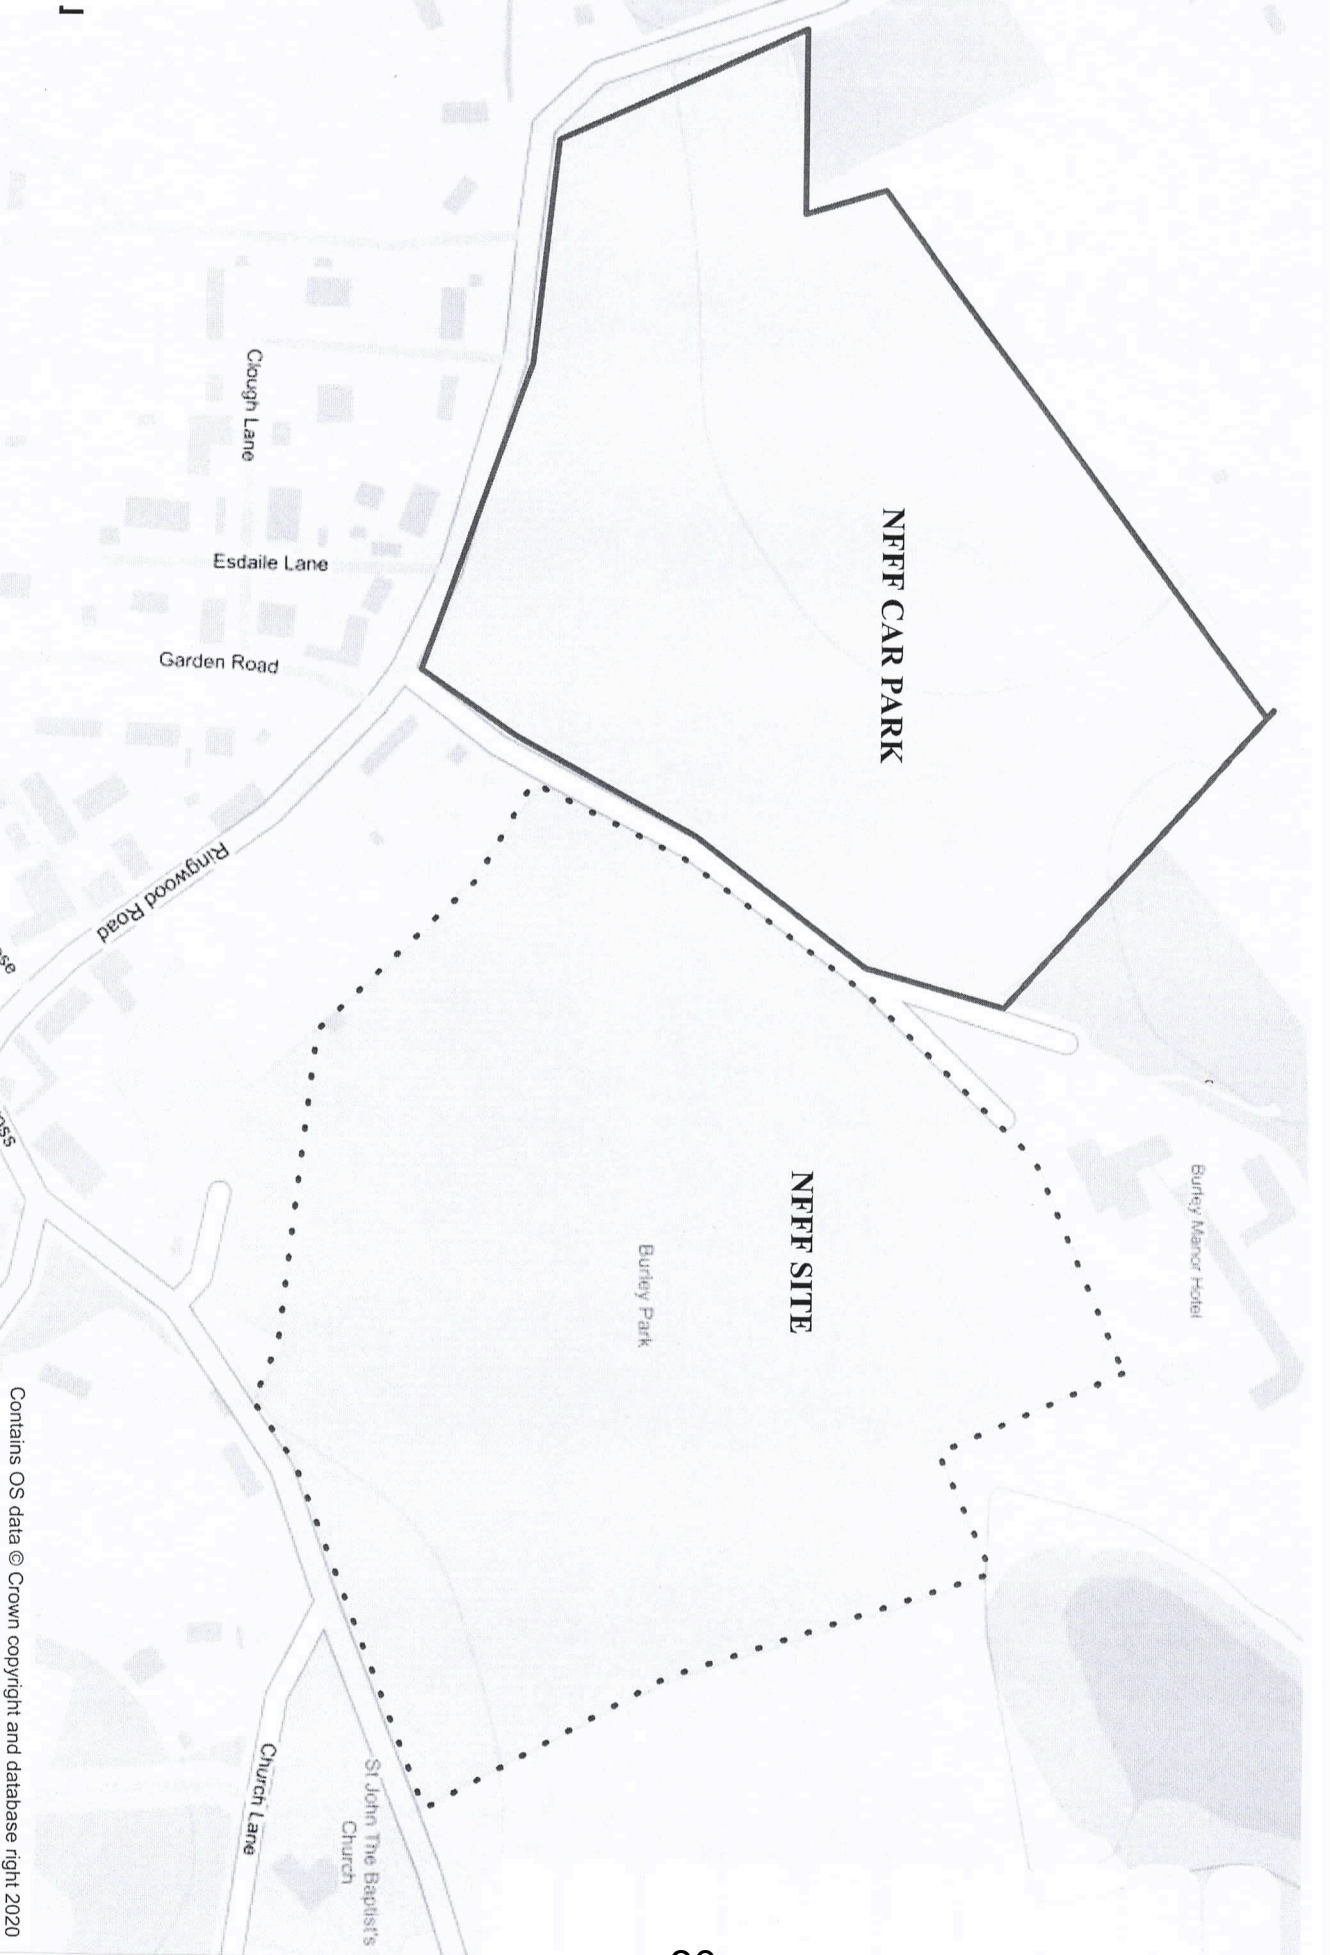 NFFF CAR PARK
NFFF SITE
Burley Manor Hotel
Burley Park
Clough Lane
Esdaile Lane
Garden Road
Ringwood Road
Church Lane
St John The Baptist's
Church
Contains OS data © Crown copyright and database right 2020